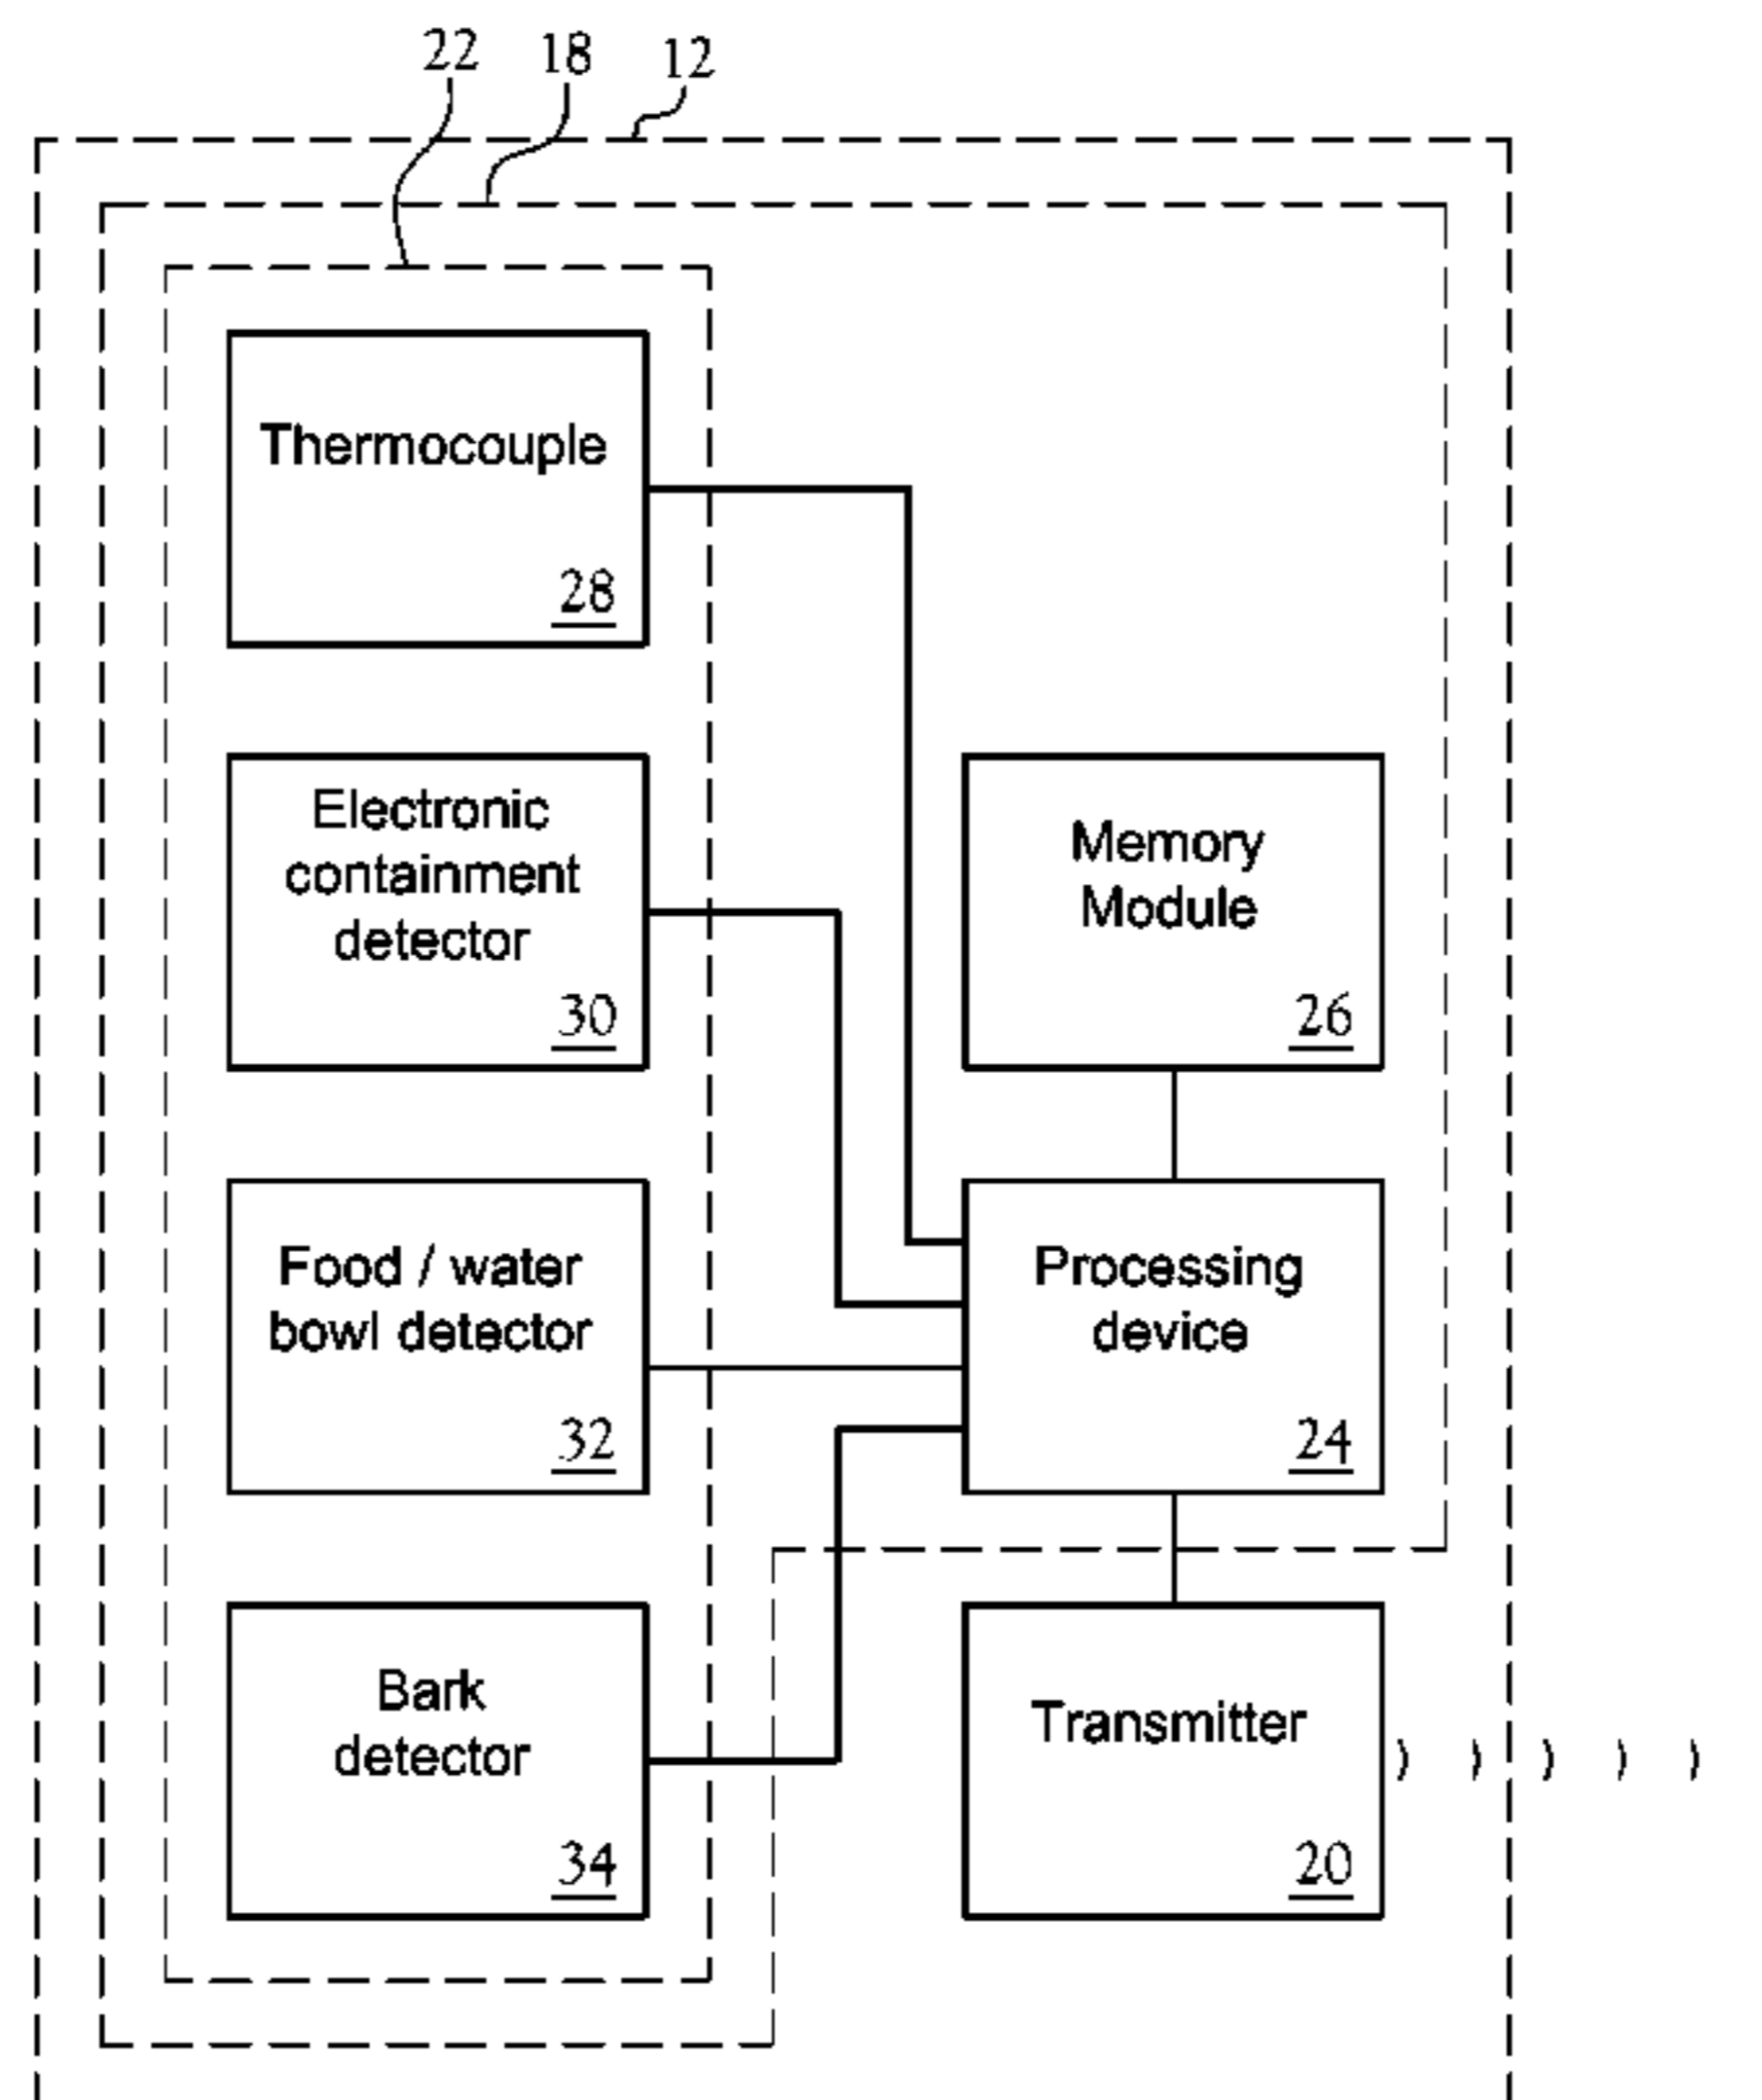 22 18 12
Thermocouple
28
Electronic
containment
detector
30
Memory
Module
26
Food / water
bowl detector
32
Processing
device
24
Bark
detector
34
Transmitter
20